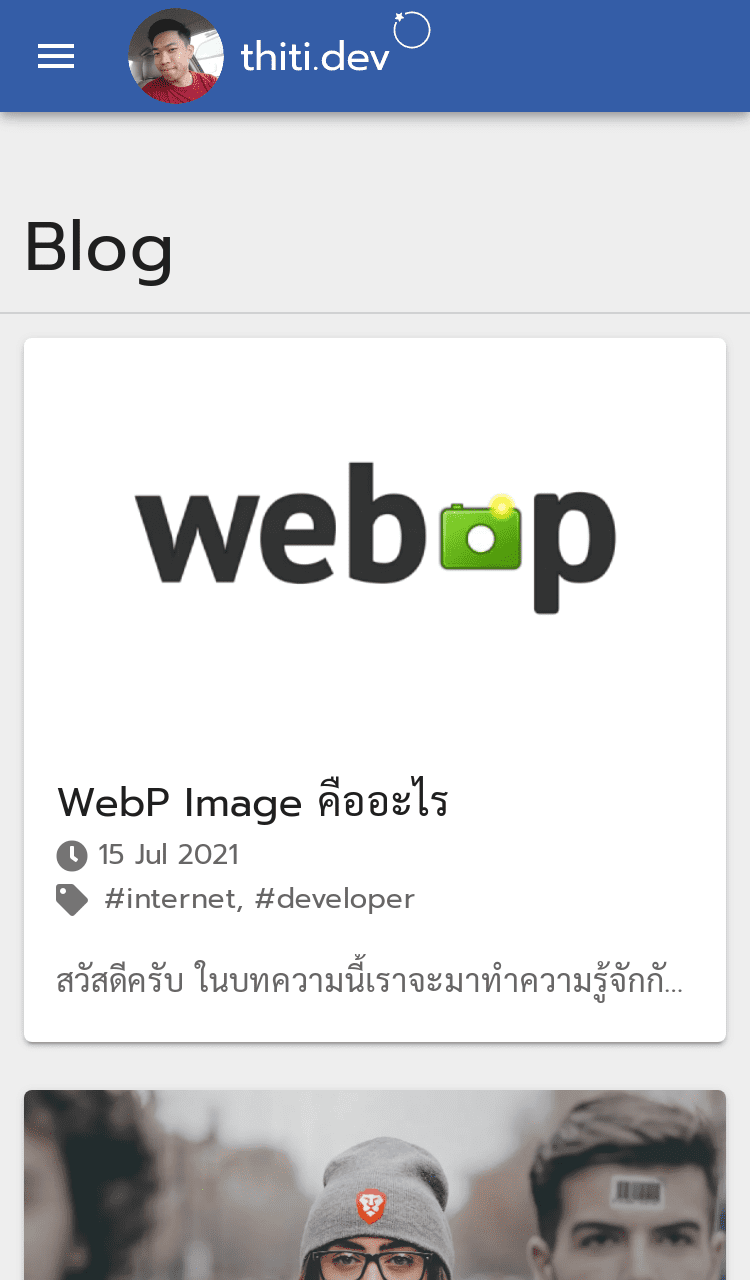 thiti.dev
Blog
webp
WebP Image คืออะไร
15 Jul 2021
#internet, #developer
สวัสดีครับ ในบทความนี้เราจะมาทำความรู้จักกั...